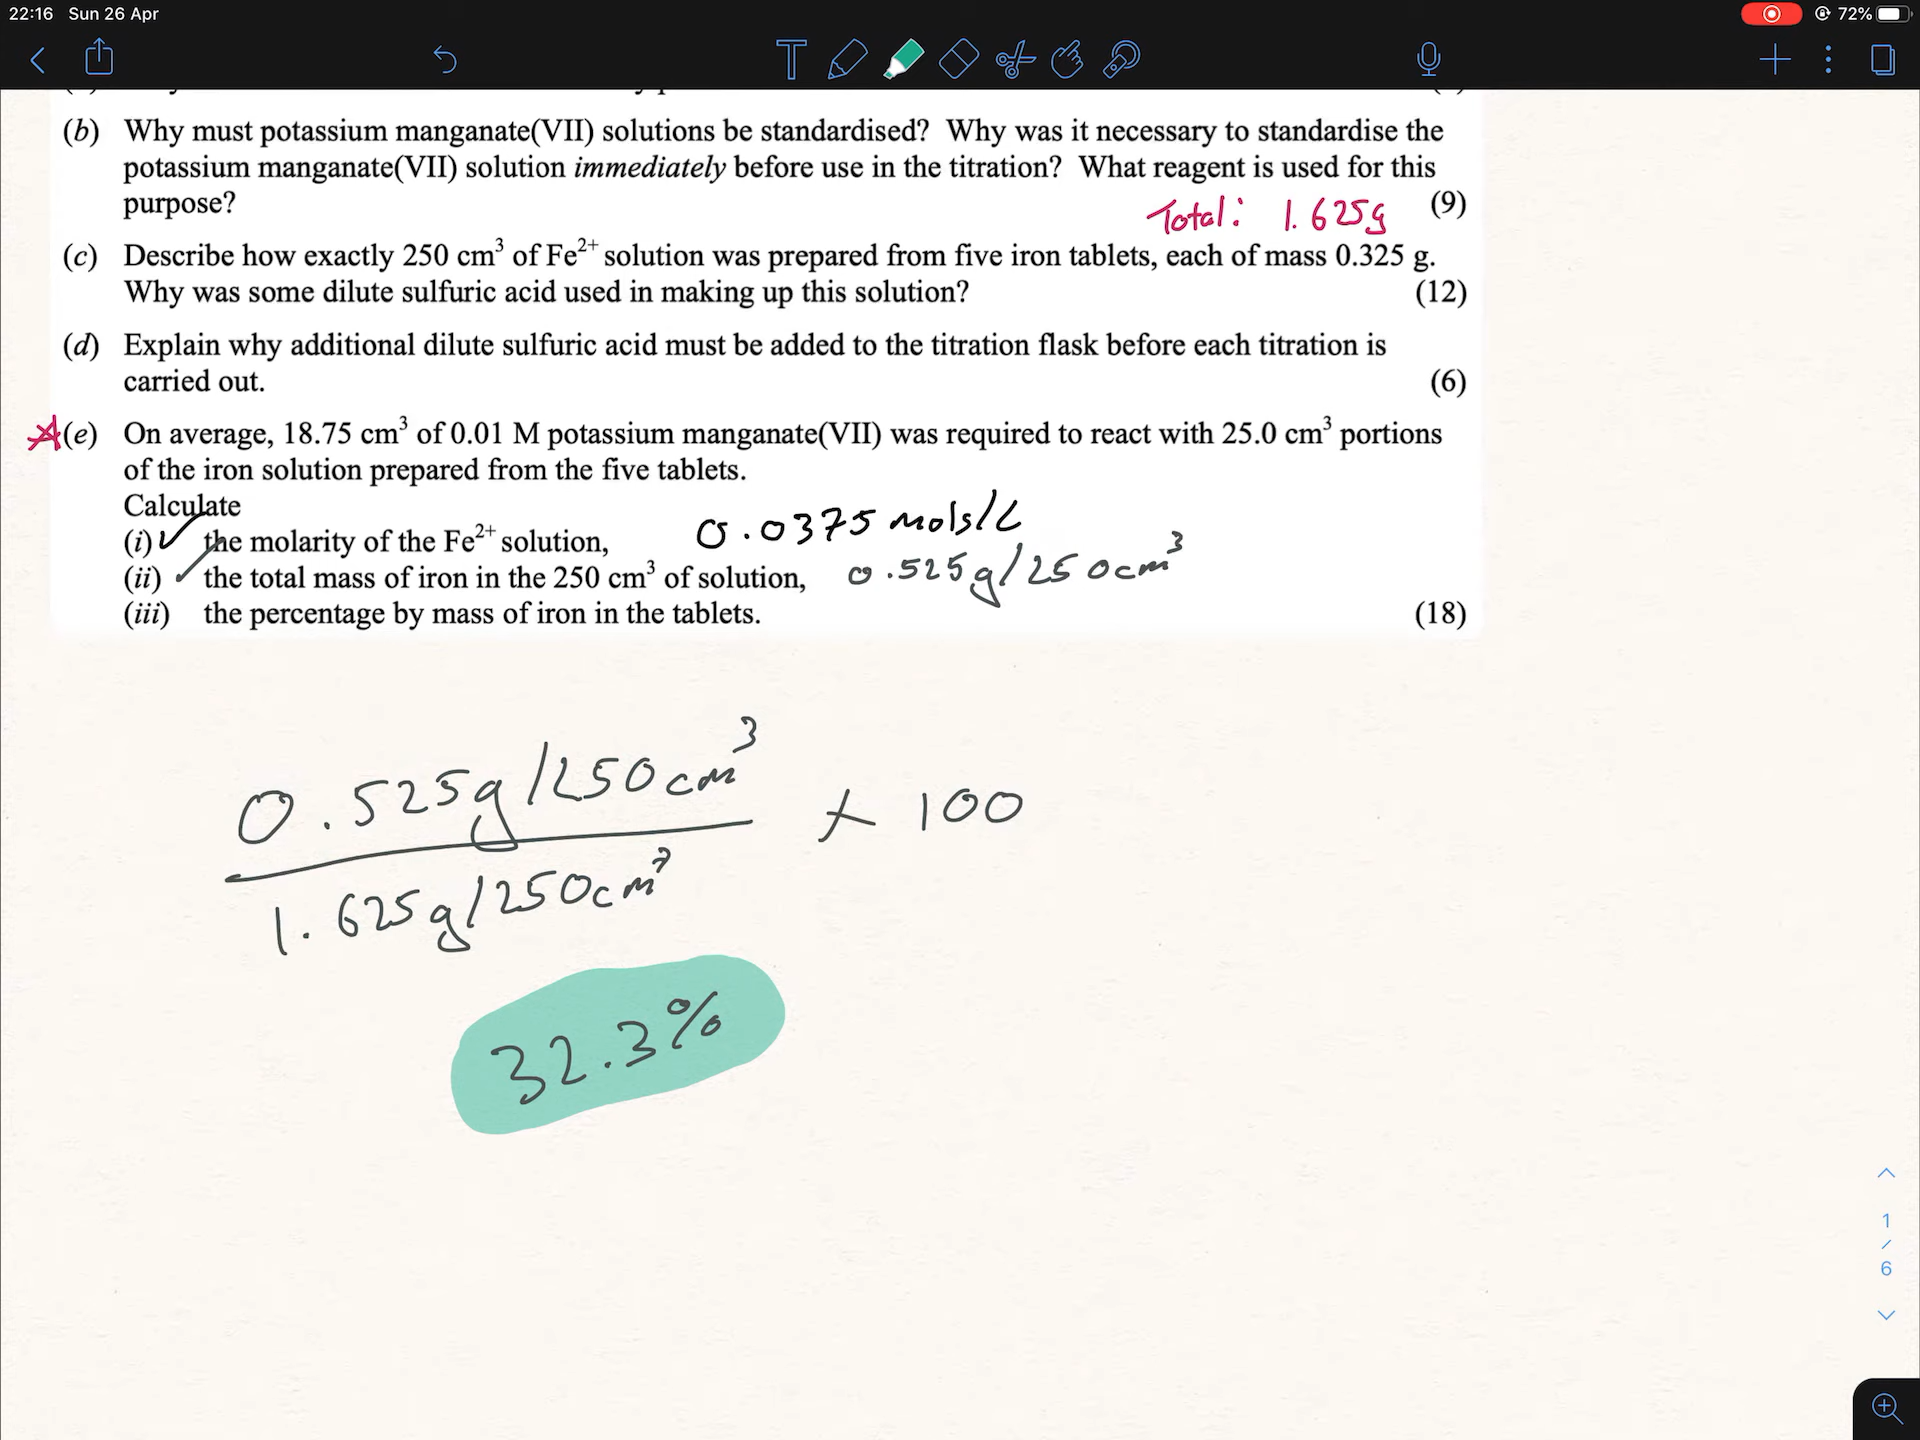 22:16 Sun 26 Apr
72%
(b) Why must potassium manganate(VII) solutions be standardised? Why was it necessary to standardise the
potassium manganate(VII) solution immediately before use in the titration? What reagent is used for this
purpose? (9)
Total: 1.625g
(c) Describe how exactly 250 cm³ of Fe²⁺ solution was prepared from five iron tablets, each of mass 0.325 g.
Why was some dilute sulfuric acid used in making up this solution? (12)
(d) Explain why additional dilute sulfuric acid must be added to the titration flask before each titration is
carried out. (6)
(e) On average, 18.75 cm³ of 0.01 M potassium manganate(VII) was required to react with 25.0 cm³ portions
of the iron solution prepared from the five tablets.
Calculate
(i) the molarity of the Fe²⁺ solution, 0.0375 mols/L
(ii) the total mass of iron in the 250 cm³ of solution, 0.525g/250cm³
(iii) the percentage by mass of iron in the tablets. (18)
0.525g/250cm³
× 100
1.625g/250cm³
32.3%
1
/
6